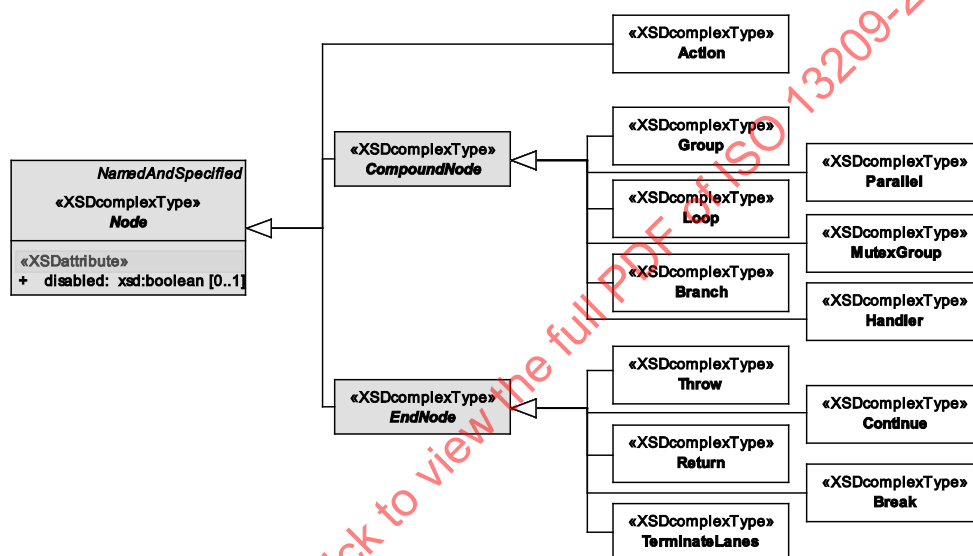 NamedAndSpecified
«XSDcomplexType»
Node
«XSDattribute»
+ disabled: xsd:boolean [0..1]
«XSDcomplexType»
Action
«XSDcomplexType»
CompoundNode
«XSDcomplexType»
Group
«XSDcomplexType»
Parallel
«XSDcomplexType»
Loop
«XSDcomplexType»
MutexGroup
«XSDcomplexType»
Branch
«XSDcomplexType»
Handler
«XSDcomplexType»
EndNode
«XSDcomplexType»
Throw
«XSDcomplexType»
Continue
«XSDcomplexType»
Return
«XSDcomplexType»
Break
«XSDcomplexType»
TerminateLanes
ck to view the full PDF of ISO 13209-2